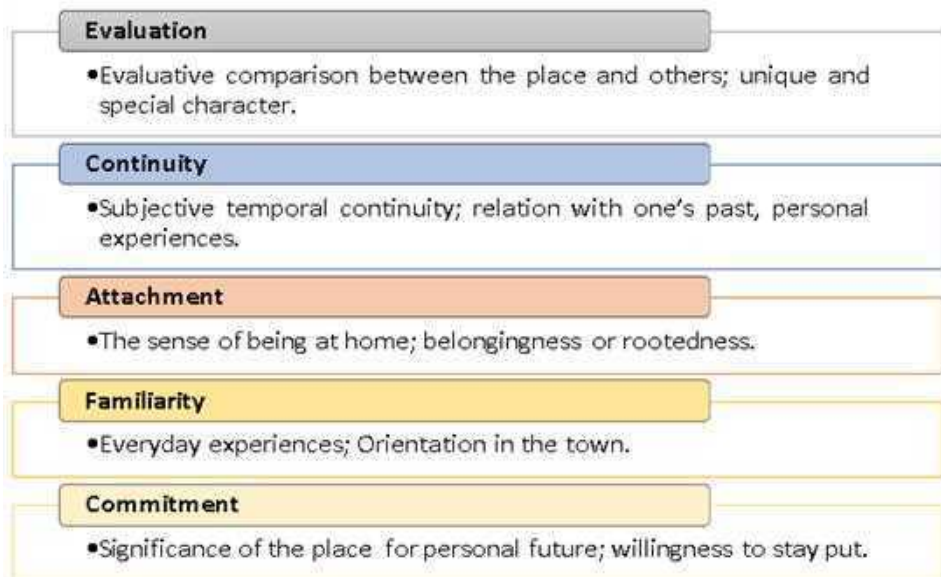 Evaluation
•Evaluative comparison between the place and others; unique and
special character.
Continuity
•Subjective temporal continuity; relation with one's past, personal
experiences.
Attachment
•The sense of being at home; belongingness or rootedness.
Familiarity
•Everyday experiences; Orientation in the town.
Commitment
•Significance of the place for personal future; willingness to stay put.